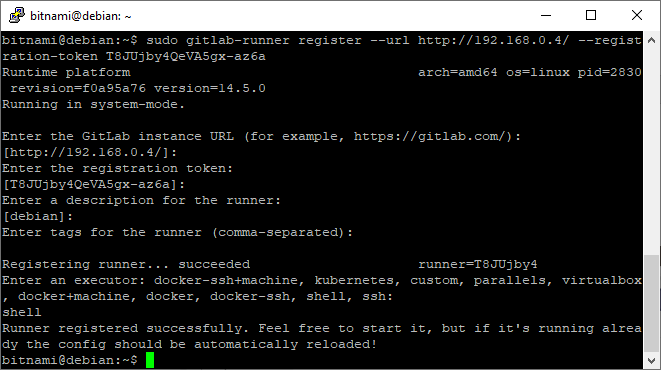 bitnami@debian: ~
bitnami@debian:~$ sudo gitlab-runner register --url http://192.168.0.4/ --regist
ration-token T8JUjby4QeVA5gx-az6a
Runtime platform                                    arch=amd64 os=linux pid=2830
 revision=f0a95a76 version=14.5.0
Running in system-mode.

Enter the GitLab instance URL (for example, https://gitlab.com/):
[http://192.168.0.4/]:
Enter the registration token:
[T8JUjby4QeVA5gx-az6a]:
Enter a description for the runner:
[debian]:
Enter tags for the runner (comma-separated):

Registering runner... succeeded                     runner=T8JUjby4
Enter an executor: docker-ssh+machine, kubernetes, custom, parallels, virtualbox
, docker+machine, docker, docker-ssh, shell, ssh:
shell
Runner registered successfully. Feel free to start it, but if it's running alrea
dy the config should be automatically reloaded!
bitnami@debian:~$